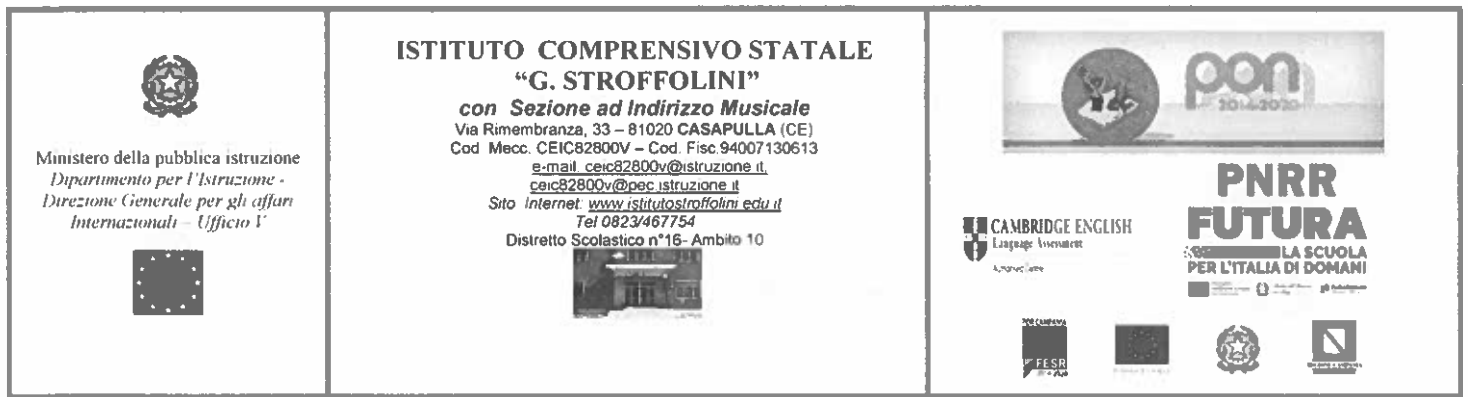 Ministero della pubblica istruzione
Dipartimento per l'Istruzione -
Direzione Generale per gli affari
Internazionali – Ufficio V
ISTITUTO COMPRENSIVO STATALE
“G. STROFFOLINI”
con Sezione ad Indirizzo Musicale
Via Rimembranza, 33 – 81020 CASAPULLA (CE)
Cod Mecc. CEIC82800V – Cod. Fisc.94007130613
e-mail. ceic82800v@istruzione it,
ceic82800v@pec istruzione it
Sito Internet: www istitutostroffolini edu it
Tel 0823/467754
Distretto Scolastico n°16- Ambito 10
pon
2014-2020
PNRR
FUTURA
LA SCUOLA
PER L'ITALIA DI DOMANI
CAMBRIDGE ENGLISH
Language Assessment
POR CAMPANIA
FESR